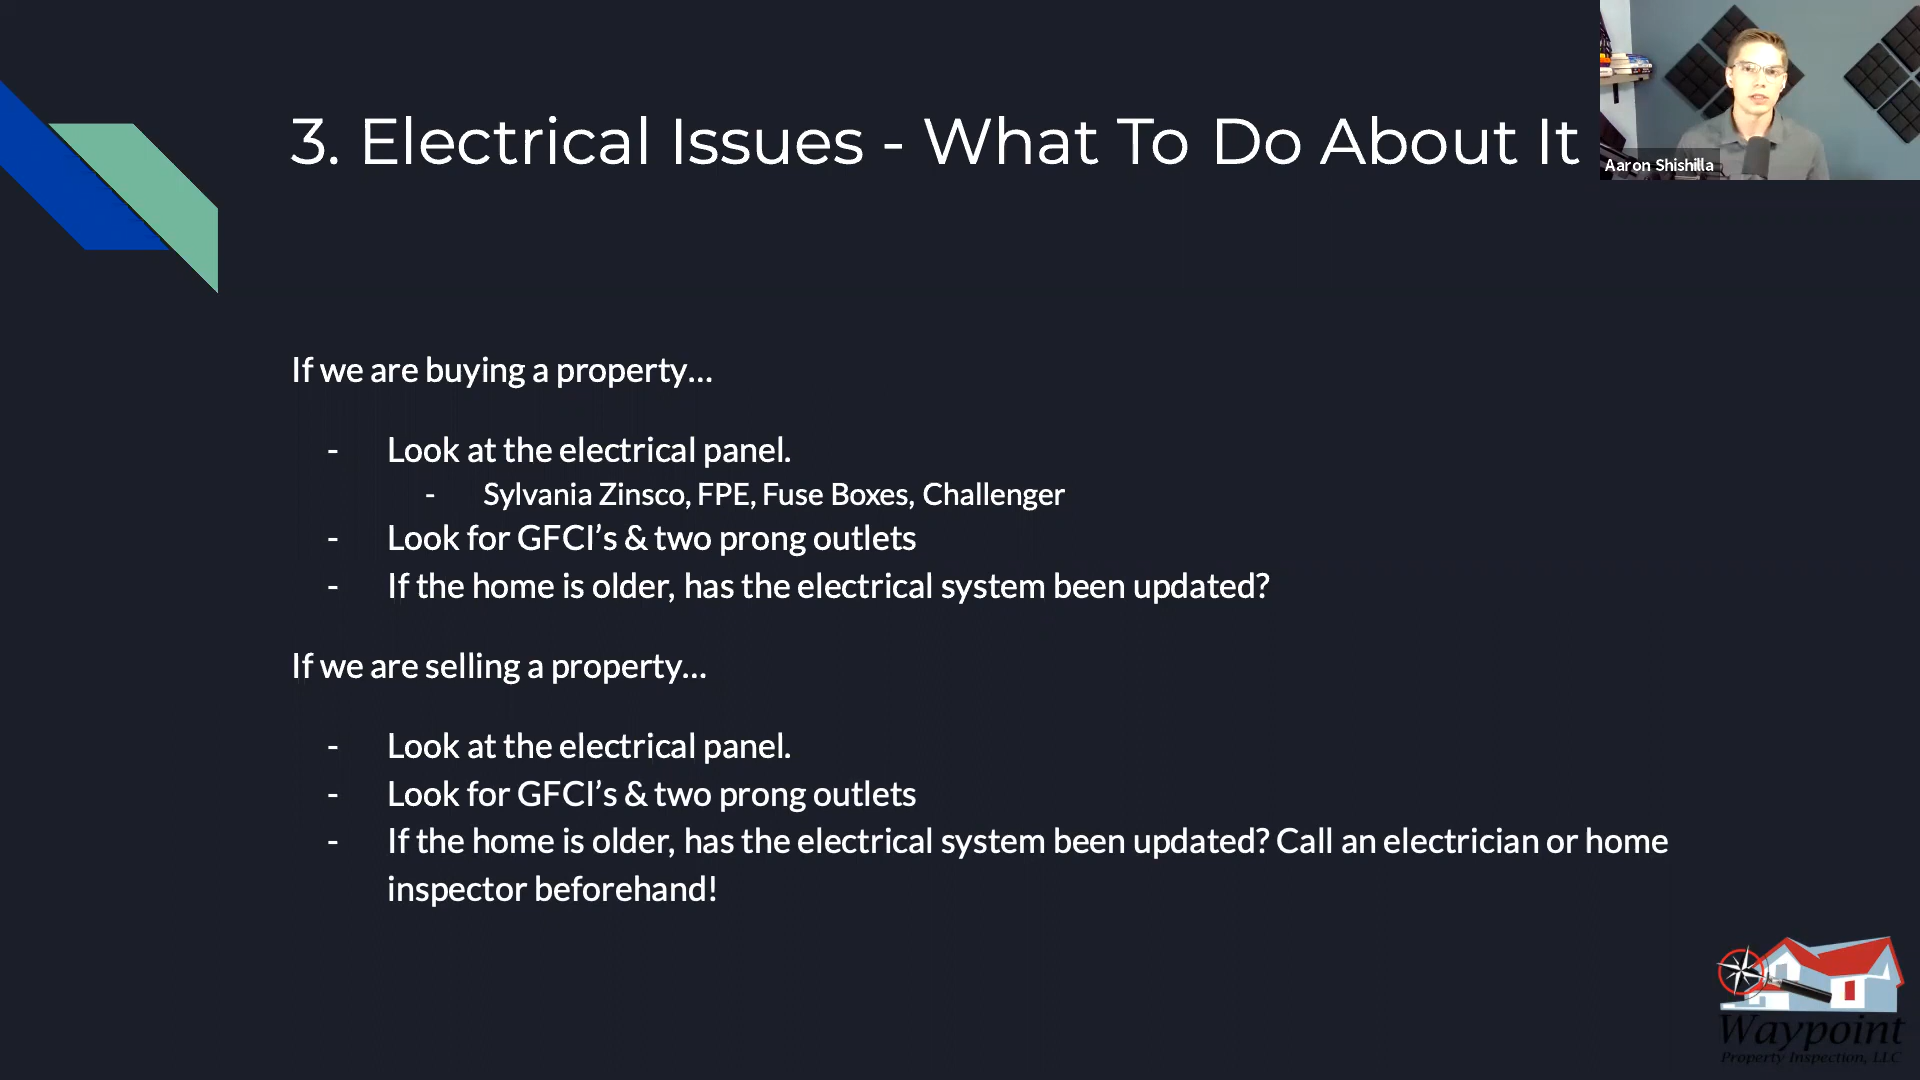 3. Electrical Issues - What To Do About It
Aaron Shishilla
If we are buying a property...
- Look at the electrical panel.
- Sylvania Zinsco, FPE, Fuse Boxes, Challenger
- Look for GFCI’s & two prong outlets
- If the home is older, has the electrical system been updated?
If we are selling a property...
- Look at the electrical panel.
- Look for GFCI’s & two prong outlets
- If the home is older, has the electrical system been updated? Call an electrician or home
inspector beforehand!
Waypoint
Property Inspection, LLC